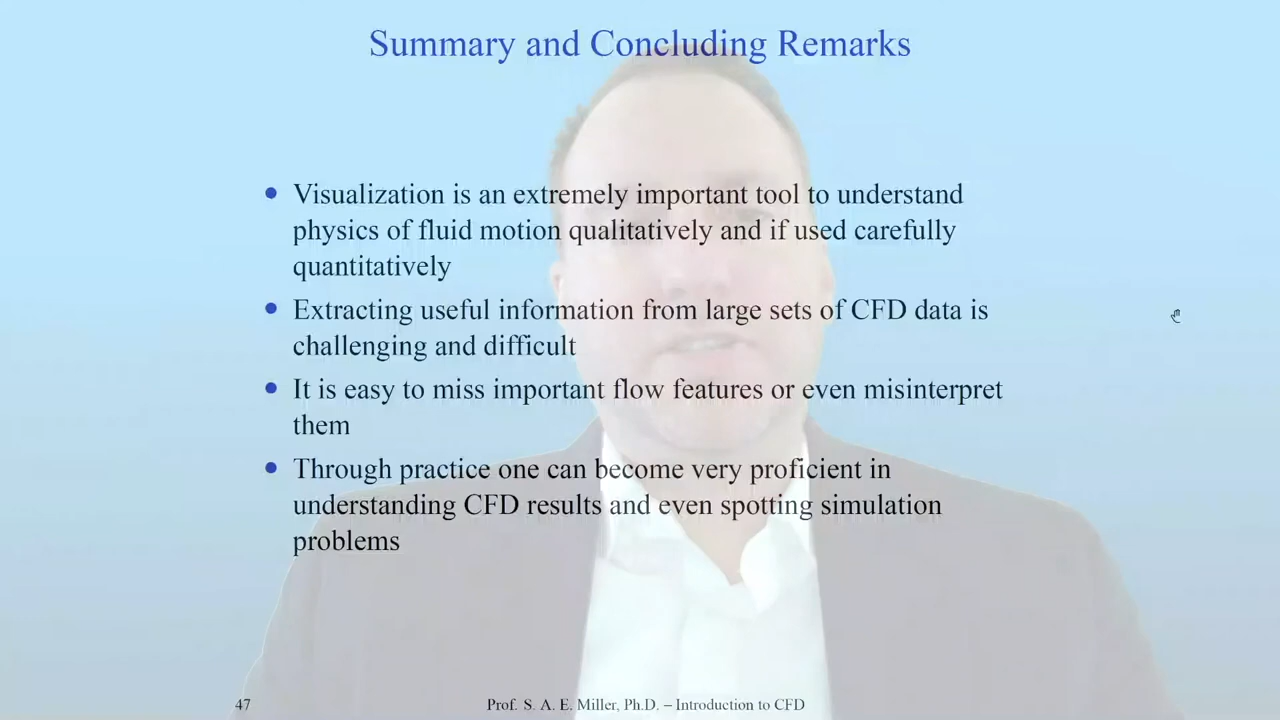 Summary and Concluding Remarks
Visualization is an extremely important tool to understand
physics of fluid motion qualitatively and if used carefully
quantitatively
Extracting useful information from large sets of CFD data is
challenging and difficult
It is easy to miss important flow features or even misinterpret
them
Through practice one can become very proficient in
understanding CFD results and even spotting simulation
problems
47
Prof. S. A. E. Miller, Ph.D. – Introduction to CFD